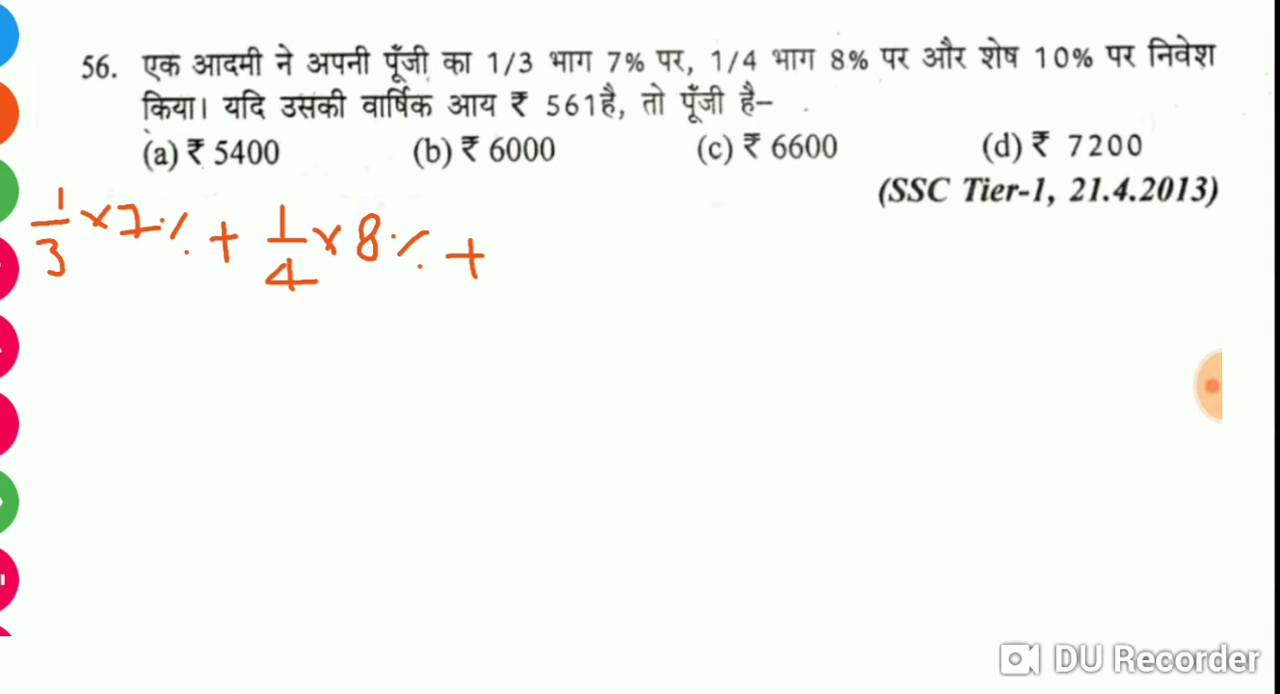 56. एक आदमी ने अपनी पूँजी का 1/3 भाग 7% पर, 1/4 भाग 8% पर और शेष 10% पर निवेश
किया। यदि उसकी वार्षिक आय ₹ 561है, तो पूँजी है–
(a) ₹ 5400 (b) ₹ 6000 (c) ₹ 6600 (d) ₹ 7200
(SSC Tier-1, 21.4.2013)
1/3 × 7% + 1/4 × 8% +
DU Recorder